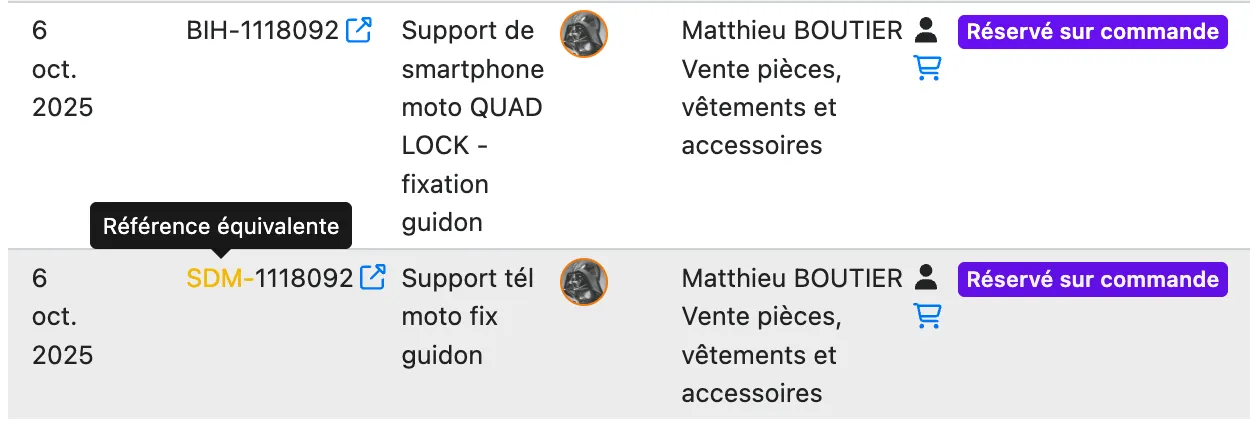 6 oct. 2025
BIH-1118092
Support de smartphone moto QUAD LOCK - fixation guidon
Matthieu BOUTIER
Vente pièces, vêtements et accessoires
Réservé sur commande
Référence équivalente
6 oct. 2025
SDM-1118092
Support tél moto fix guidon
Matthieu BOUTIER
Vente pièces, vêtements et accessoires
Réservé sur commande